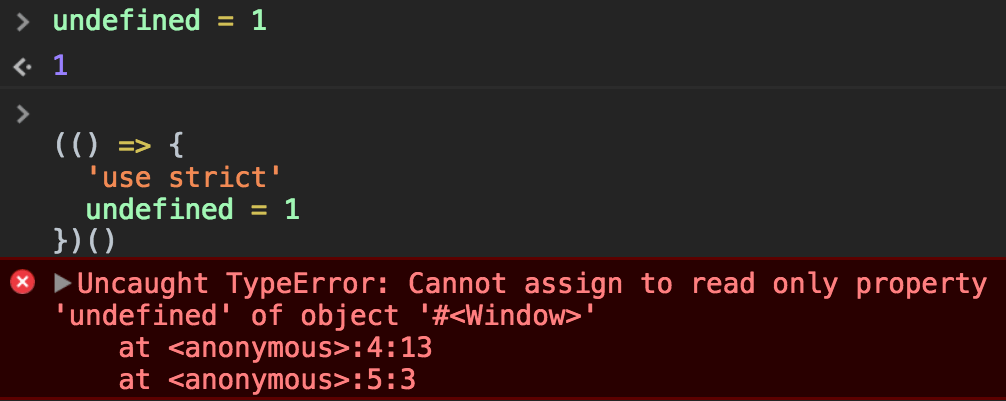 undefined = 1
1
(() => {
  'use strict'
  undefined = 1
})()
Uncaught TypeError: Cannot assign to read only property
'undefined' of object '#<Window>'
    at <anonymous>:4:13
    at <anonymous>:5:3